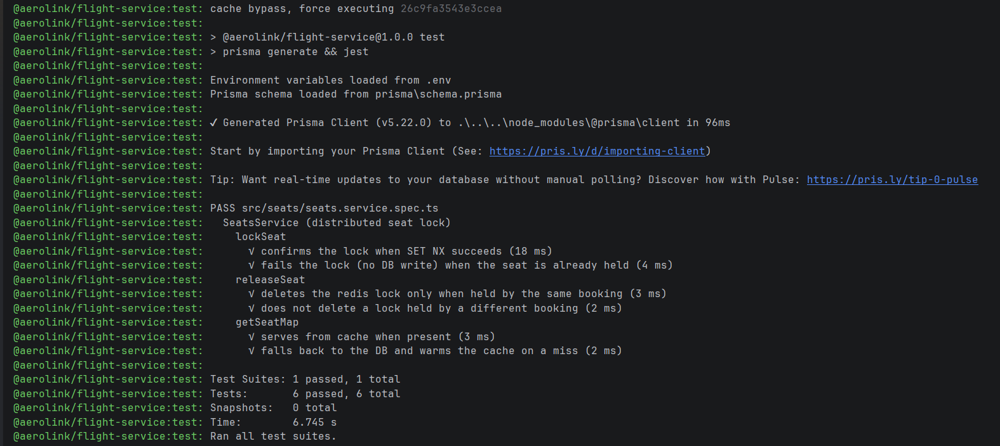 @aerolink/flight-service:test: cache bypass, force executing 26c9fa3543e3ccea
@aerolink/flight-service:test:
@aerolink/flight-service:test: > @aerolink/flight-service@1.0.0 test
@aerolink/flight-service:test: > prisma generate && jest
@aerolink/flight-service:test:
@aerolink/flight-service:test: Environment variables loaded from .env
@aerolink/flight-service:test: Prisma schema loaded from prisma\schema.prisma
@aerolink/flight-service:test:
@aerolink/flight-service:test: ✔ Generated Prisma Client (v5.22.0) to .\..\..\node_modules\@prisma\client in 96ms
@aerolink/flight-service:test:
@aerolink/flight-service:test: Start by importing your Prisma Client (See: https://pris.ly/d/importing-client)
@aerolink/flight-service:test:
@aerolink/flight-service:test: Tip: Want real-time updates to your database without manual polling? Discover how with Pulse: https://pris.ly/tip-0-pulse
@aerolink/flight-service:test:
@aerolink/flight-service:test: PASS src/seats/seats.service.spec.ts
@aerolink/flight-service:test:   SeatsService (distributed seat lock)
@aerolink/flight-service:test:     lockSeat
@aerolink/flight-service:test:       √ confirms the lock when SET NX succeeds (18 ms)
@aerolink/flight-service:test:       √ fails the lock (no DB write) when the seat is already held (4 ms)
@aerolink/flight-service:test:     releaseSeat
@aerolink/flight-service:test:       √ deletes the redis lock only when held by the same booking (3 ms)
@aerolink/flight-service:test:       √ does not delete a lock held by a different booking (2 ms)
@aerolink/flight-service:test:     getSeatMap
@aerolink/flight-service:test:       √ serves from cache when present (3 ms)
@aerolink/flight-service:test:       √ falls back to the DB and warms the cache on a miss (2 ms)
@aerolink/flight-service:test:
@aerolink/flight-service:test: Test Suites: 1 passed, 1 total
@aerolink/flight-service:test: Tests:       6 passed, 6 total
@aerolink/flight-service:test: Snapshots:   0 total
@aerolink/flight-service:test: Time:        6.745 s
@aerolink/flight-service:test: Ran all test suites.